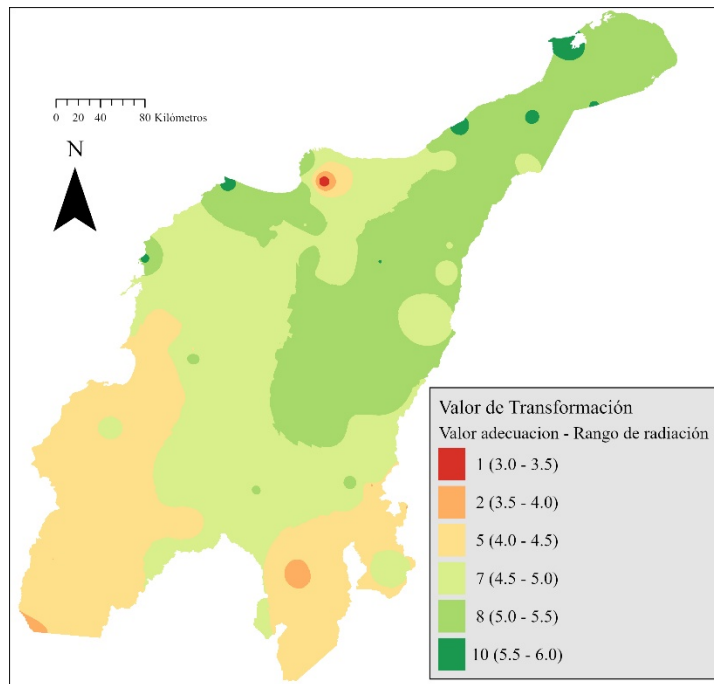 0 20 40 80 Kilómetros
N
Valor de Transformación
Valor adecuacion - Rango de radiación
1 (3.0 - 3.5)
2 (3.5 - 4.0)
5 (4.0 - 4.5)
7 (4.5 - 5.0)
8 (5.0 - 5.5)
10 (5.5 - 6.0)